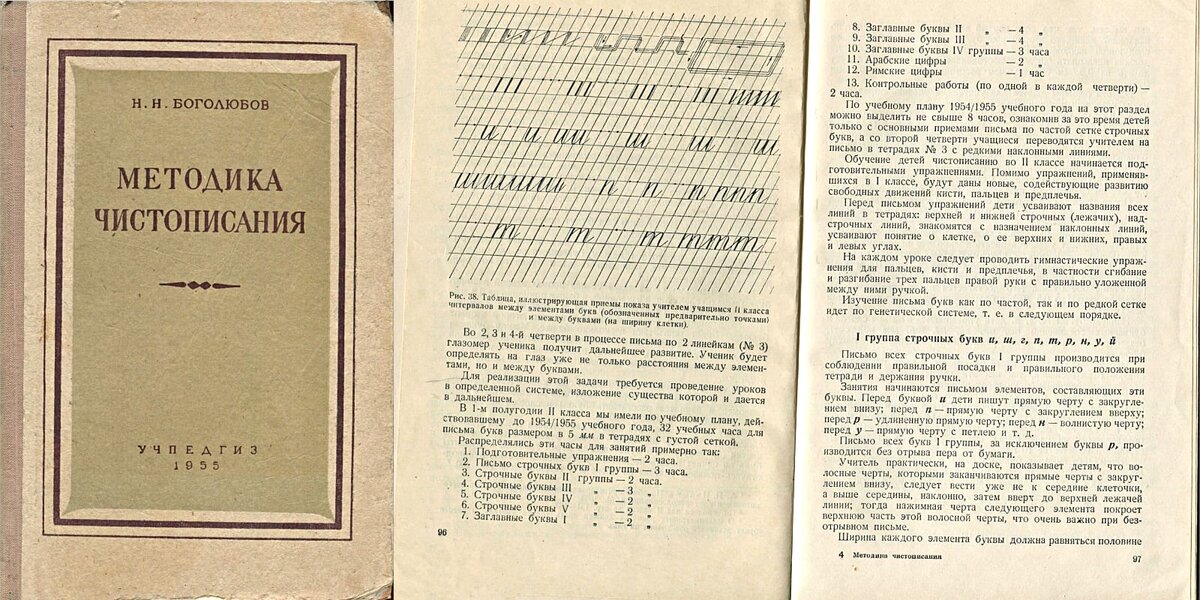 Н. Н. БОГОЛЮБОВ
МЕТОДИКА
ЧИСТОПИСАНИЯ
УЧПЕДГИЗ
1955
Рис. 38. Таблица, иллюстрирующая приемы показа учителем учащимся II класса
интервалов между элементами букв (обозначенных предварительно точками)
и между буквами (на ширину клетки).
Во 2, 3 и 4-й четверти в процессе письма по 2 линейкам (№ 3)
глазомер ученика получит дальнейшее развитие. Ученик будет
определять на глаз уже не только расстояния между элемен-
тами, но и между буквами.
Для реализации этой задачи требуется проведение уроков
в определенной системе, изложение существа которой и дается
в дальнейшем.
В 1-м полугодии II класса мы имели по учебному плану, дей-
ствовавшему до 1954/1955 учебного года, 32 учебных часа для
письма букв размером в 5 мм в тетрадях с густой сеткой.
Распределялись эти часы для занятий примерно так:
1. Подготовительные упражнения — 2 часа.
2. Письмо строчных букв I группы — 3 часа.
3. Строчные буквы II группы — 2 часа.
4. Строчные буквы III „ — 3 „
5. Строчные буквы IV „ — 2 „
6. Строчные буквы V „ — 2 „
7. Заглавные буквы I „ — 2 „
96
8. Заглавные буквы II „ — 4 „
9. Заглавные буквы III „ — 4 „
10. Заглавные буквы IV группы — 3 часа
11. Арабские цифры — 2 „
12. Римские цифры — 1 час
13. Контрольные работы (по одной в каждой четверти) —
2 часа.
По учебному плану 1954/1955 учебного года на этот раздел
можно выделить не свыше 8 часов, ознакомив за это время детей
только с основными приемами письма по частой сетке строчных
букв, а со второй четверти учащиеся переводятся учителем на
письмо в тетрадях № 3 с редкими наклонными линиями.
Обучение детей чистописанию во II классе начинается под-
готовительными упражнениями. Помимо упражнений, применяв-
шихся в I классе, будут даны новые, содействующие развитию
свободных движений кисти, пальцев и предплечья.
Перед письмом упражнений дети усваивают названия всех
линий в тетрадях: верхней и нижней строчных (лежачих), над-
строчных линий, знакомятся с назначением наклонных линий,
усваивают понятие о клетке, о ее верхних и нижних, правых
и левых углах.
На каждом уроке следует проводить гимнастические упраж-
нения для пальцев, кисти и предплечья, в частности сгибание
и разгибание трех пальцев правой руки с правильно уложенной
между ними ручкой.
Изучение письма букв как по частой, так и по редкой сетке
идет по генетической системе, т. е. в следующем порядке.
I группа строчных букв и, ш, г, п, т, р, н, у, й
Письмо всех строчных букв I группы производится при
соблюдении правильной посадки и правильного положения
тетради и держания ручки.
Занятия начинаются письмом элементов, составляющих эти
буквы. Перед буквой и дети пишут прямую черту с закругле-
нием внизу; перед п — прямую черту с закруглением вверху;
перед р — удлиненную прямую черту; перед н — волнистую черту;
перед у — прямую черту с петлею и т. д.
Письмо всех букв I группы, за исключением буквы р, про-
изводится без отрыва пера от бумаги.
Учитель практически, на доске, показывает детям, что во-
лосные черты, которыми заканчиваются прямые черты с закруг-
лением внизу, следует вести уже не к середине клеточки,
а выше середины, наклонно, затем вверх до верхней лежачей
линии; тогда нажимная черта следующего элемента покроет
верхнюю часть этой волосной черты, что очень важно при без-
отрывном письме.
Ширина каждого элемента буквы должна равняться половине
4 Методика чистописания
97